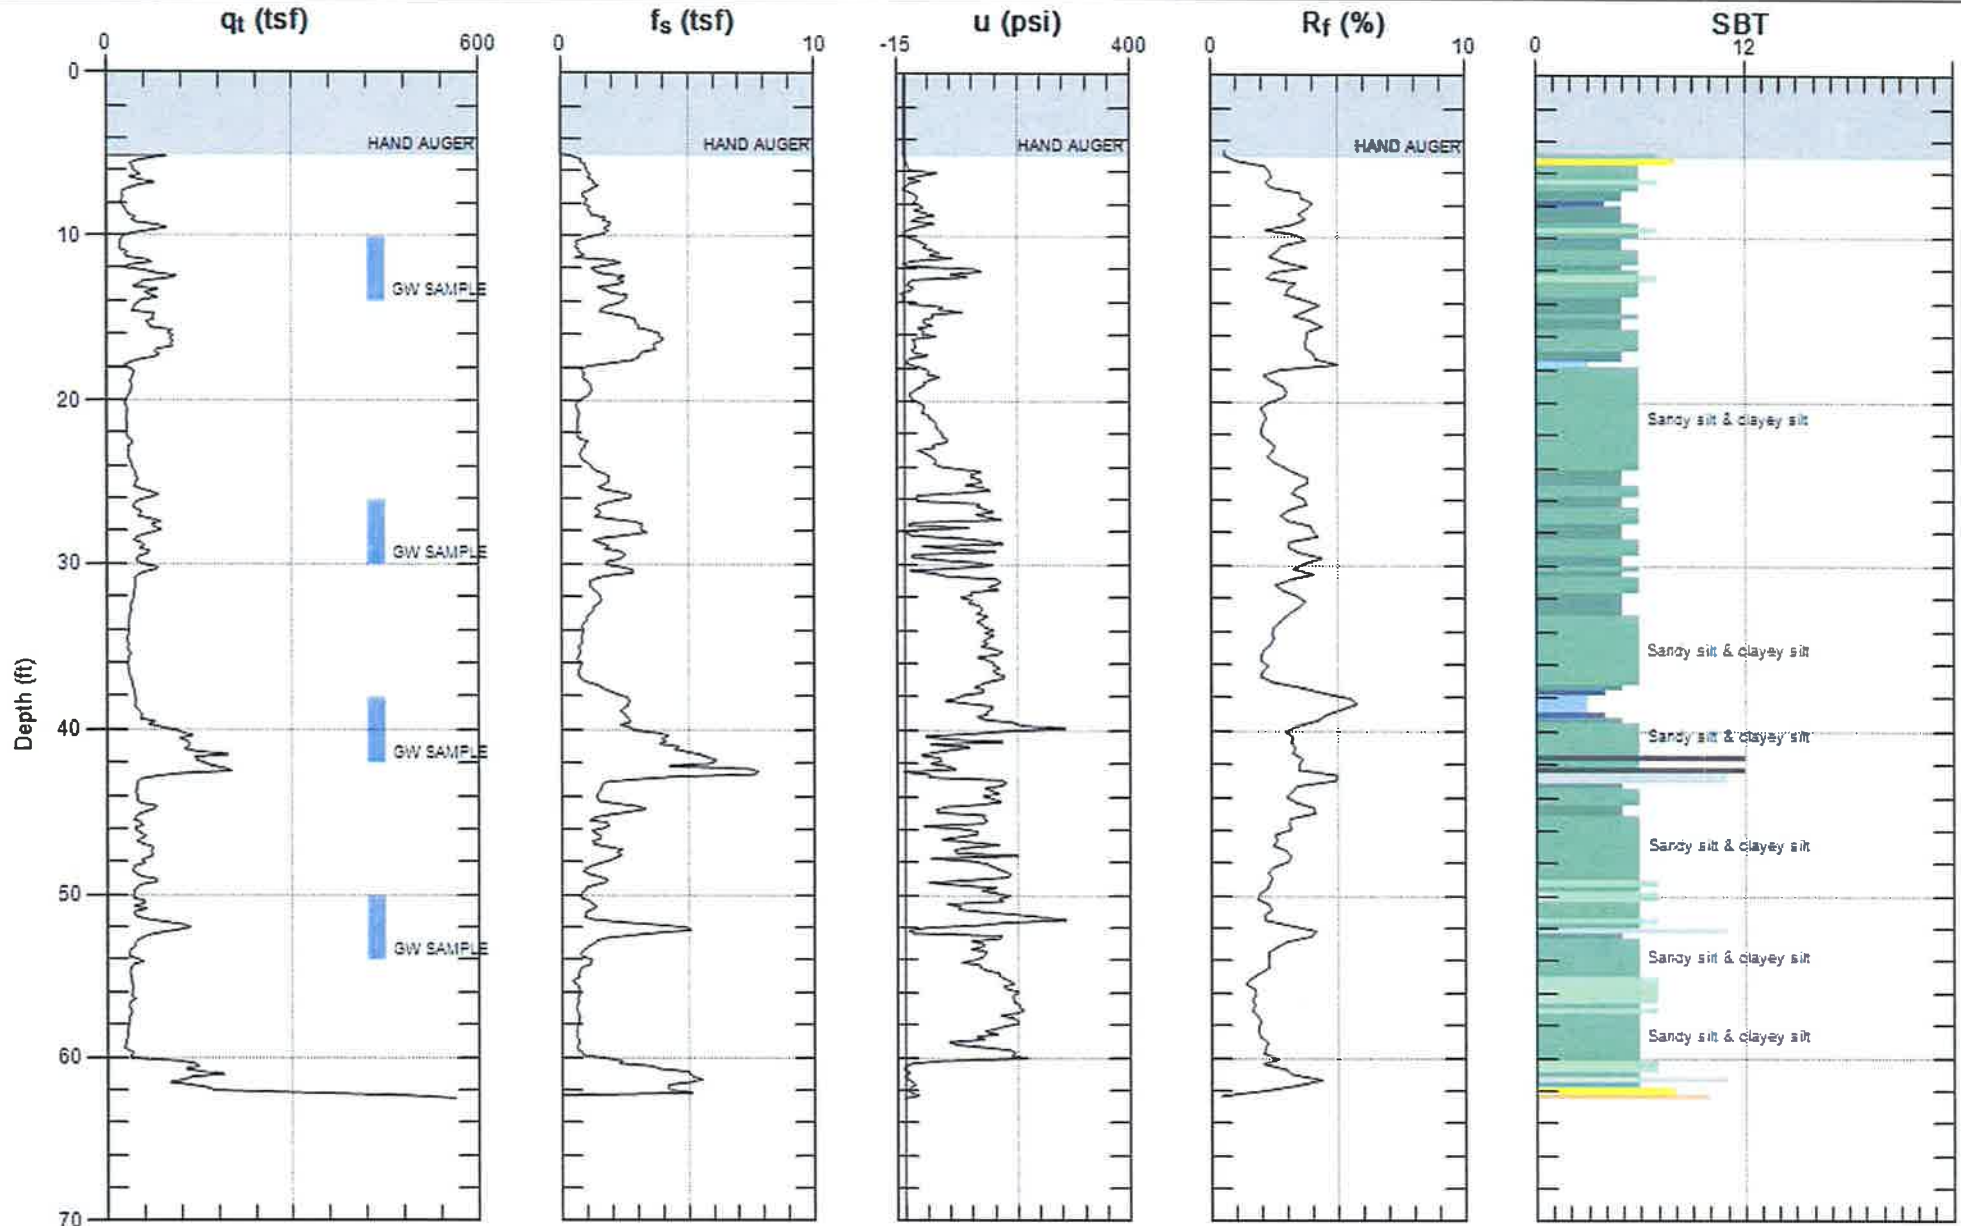 qt (tsf)
fs (tsf)
u (psi)
Rf (%)
SBT
0 600
0 10
-15 400
0 10
0 12
0
HAND AUGER
HAND AUGER
HAND AUGER
HAND AUGER
10
GW SAMPLE
20
Sandy silt & clayey silt
GW SAMPLE
30
Sandy silt & clayey silt
Depth (ft)
40
Sandy silt & clayey silt
GW SAMPLE
Sandy silt & clayey silt
50
GW SAMPLE
Sandy silt & clayey silt
Sandy silt & clayey silt
60
70